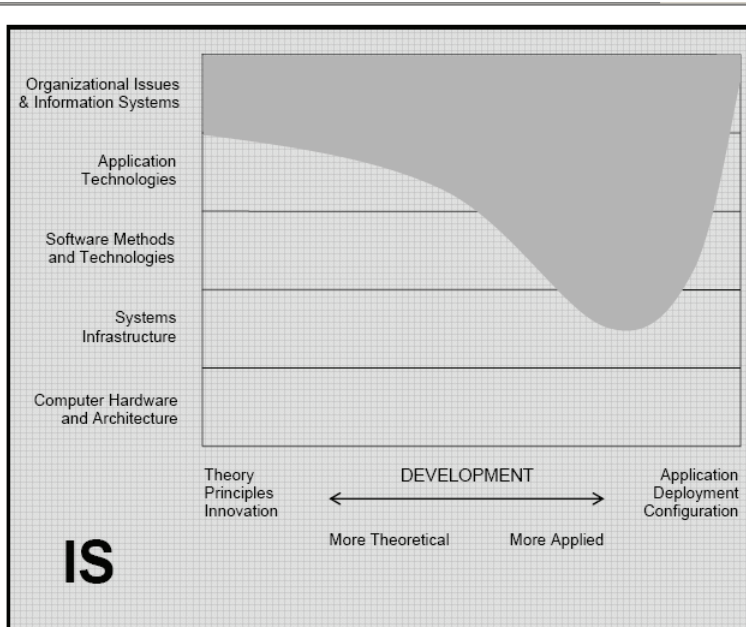 Organizational Issues
& Information Systems
Application
Technologies
Software Methods
and Technologies
Systems
Infrastructure
Computer Hardware
and Architecture
Theory
Principles
Innovation
DEVELOPMENT
Application
Deployment
Configuration
More Theoretical
More Applied
IS